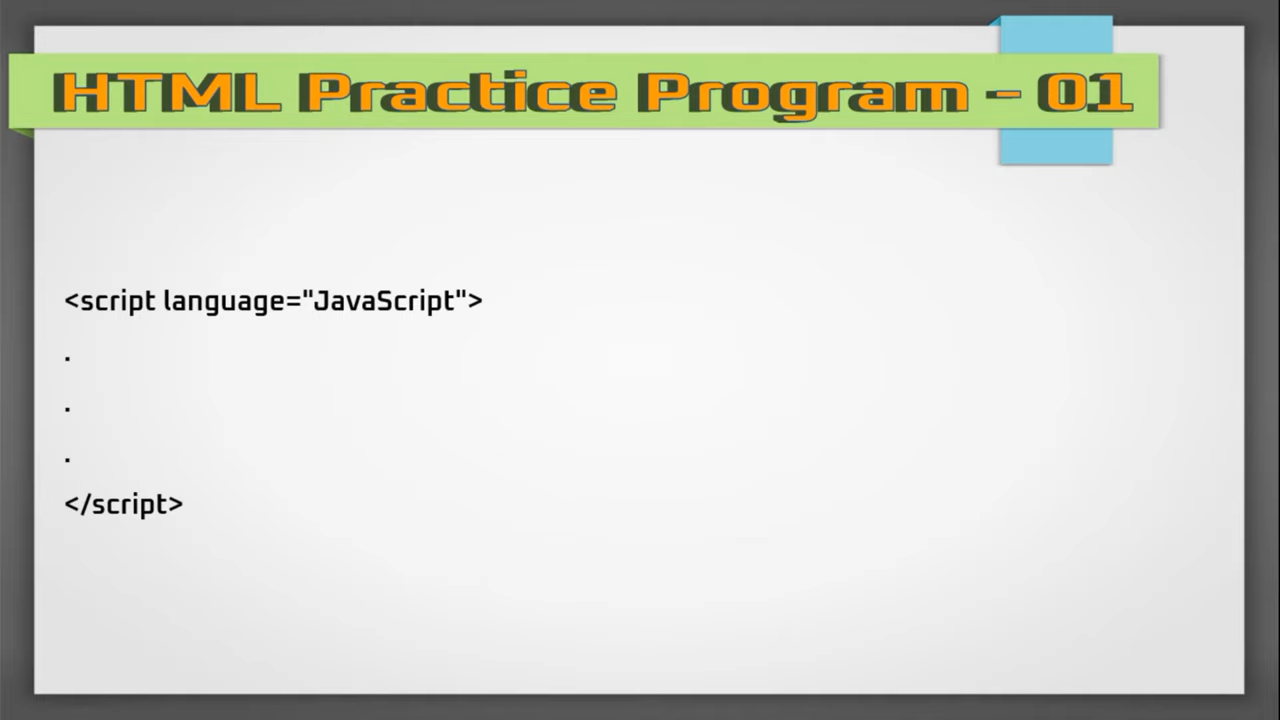 HTML Practice Program - 01
<script language="JavaScript">
.
.
.
</script>